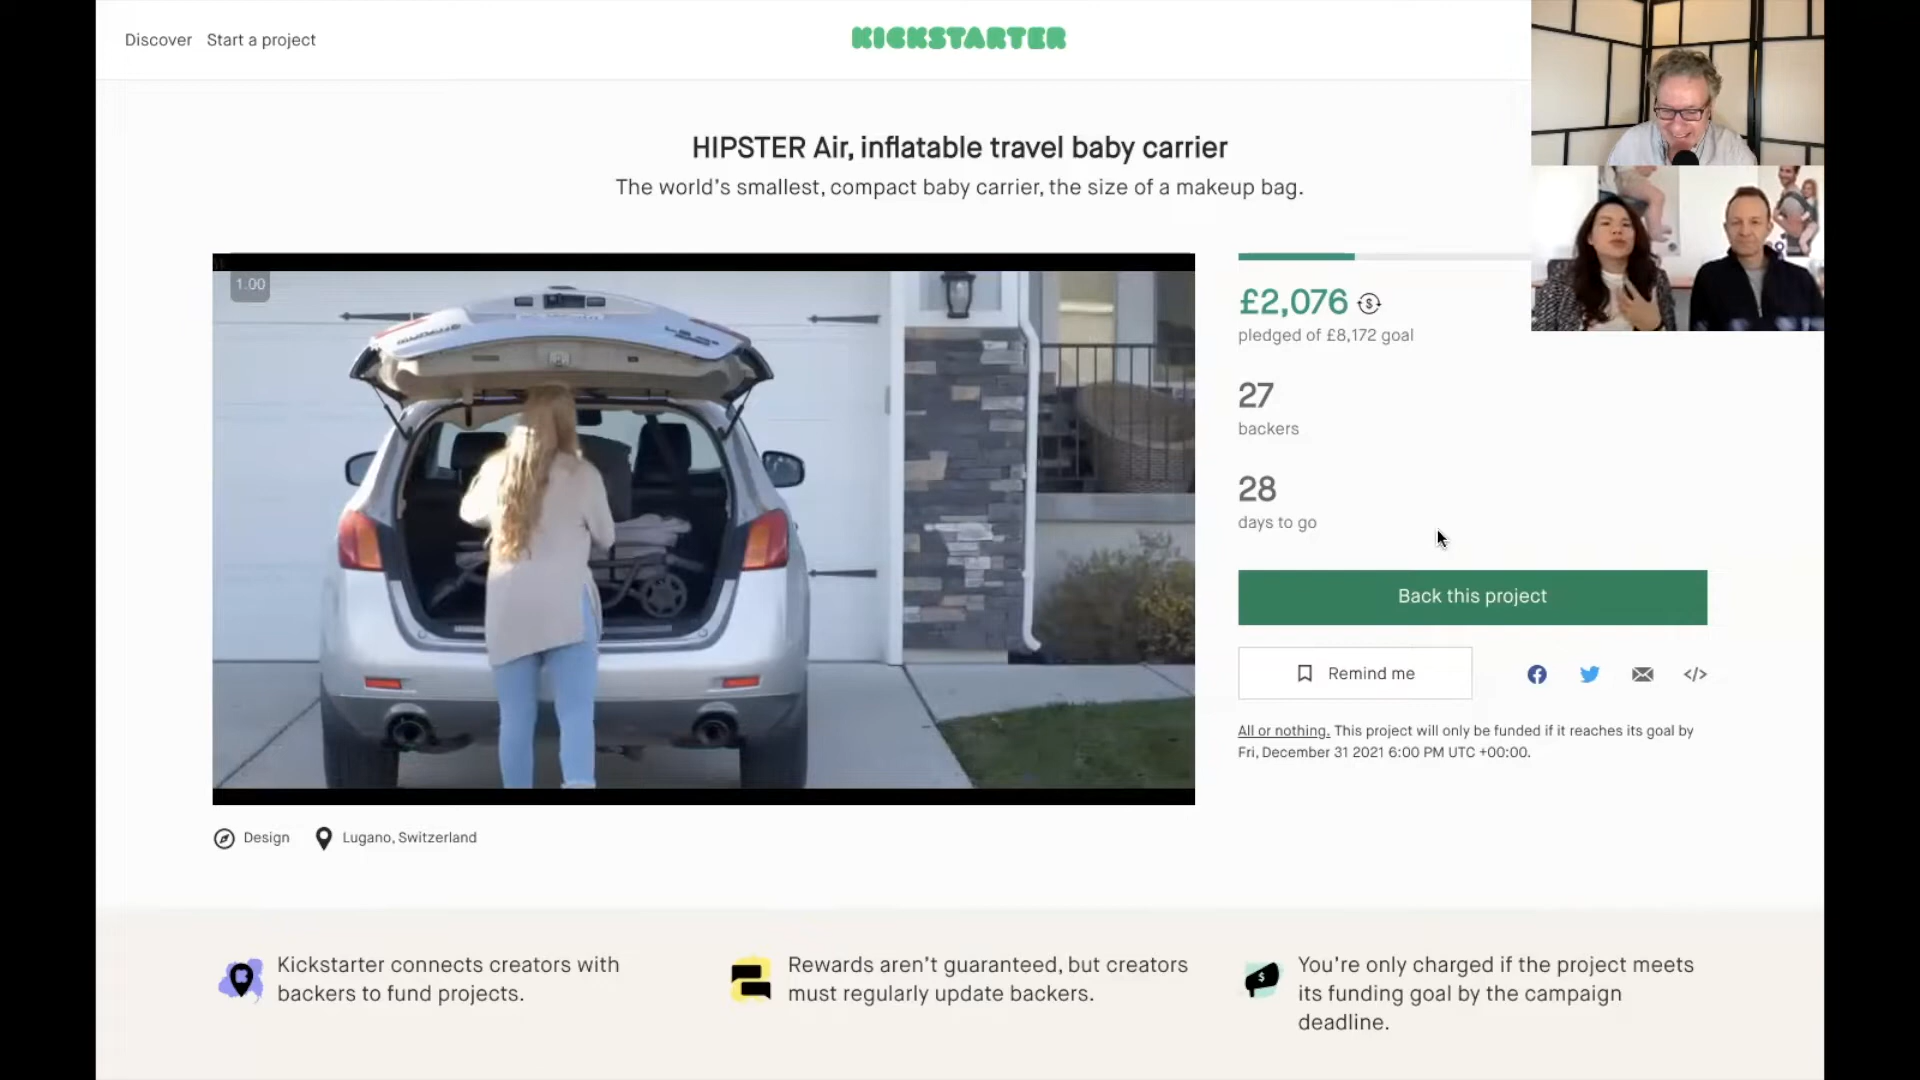 Discover Start a project
KICKSTARTER
HIPSTER Air, inflatable travel baby carrier
The world's smallest, compact baby carrier, the size of a makeup bag.
1.00
£2,076
pledged of £8,172 goal
27
backers
28
days to go
Back this project
Remind me
All or nothing. This project will only be funded if it reaches its goal by
Fri, December 31 2021 6:00 PM UTC +00:00.
Design Lugano, Switzerland
Kickstarter connects creators with
backers to fund projects.
Rewards aren't guaranteed, but creators
must regularly update backers.
You're only charged if the project meets
its funding goal by the campaign
deadline.